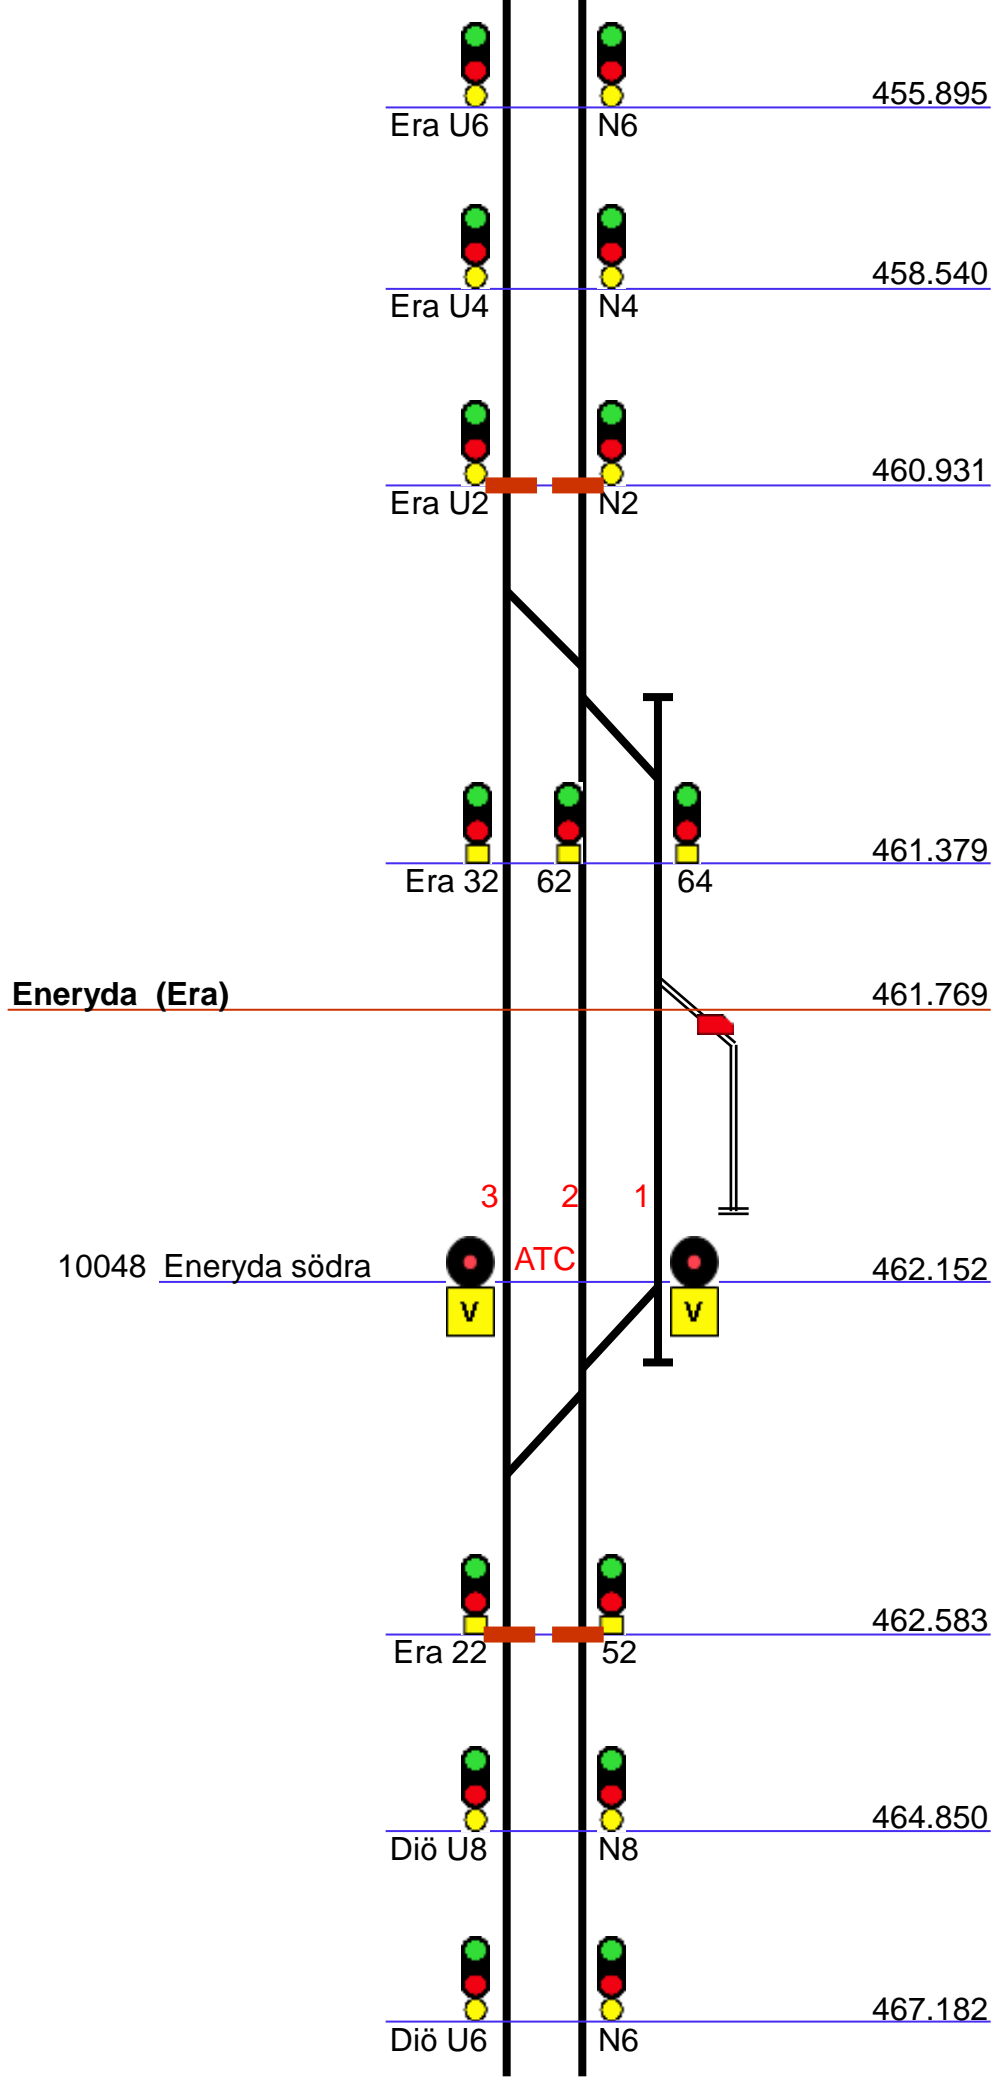 455.895
Era U6 N6
458.540
Era U4 N4
460.931
Era U2 N2
461.379
Era 32 62 64
Eneryda (Era) 461.769
3 2 1
10048 Eneryda södra ATC 462.152
V V
462.583
Era 22 52
464.850
Diö U8 N8
467.182
Diö U6 N6